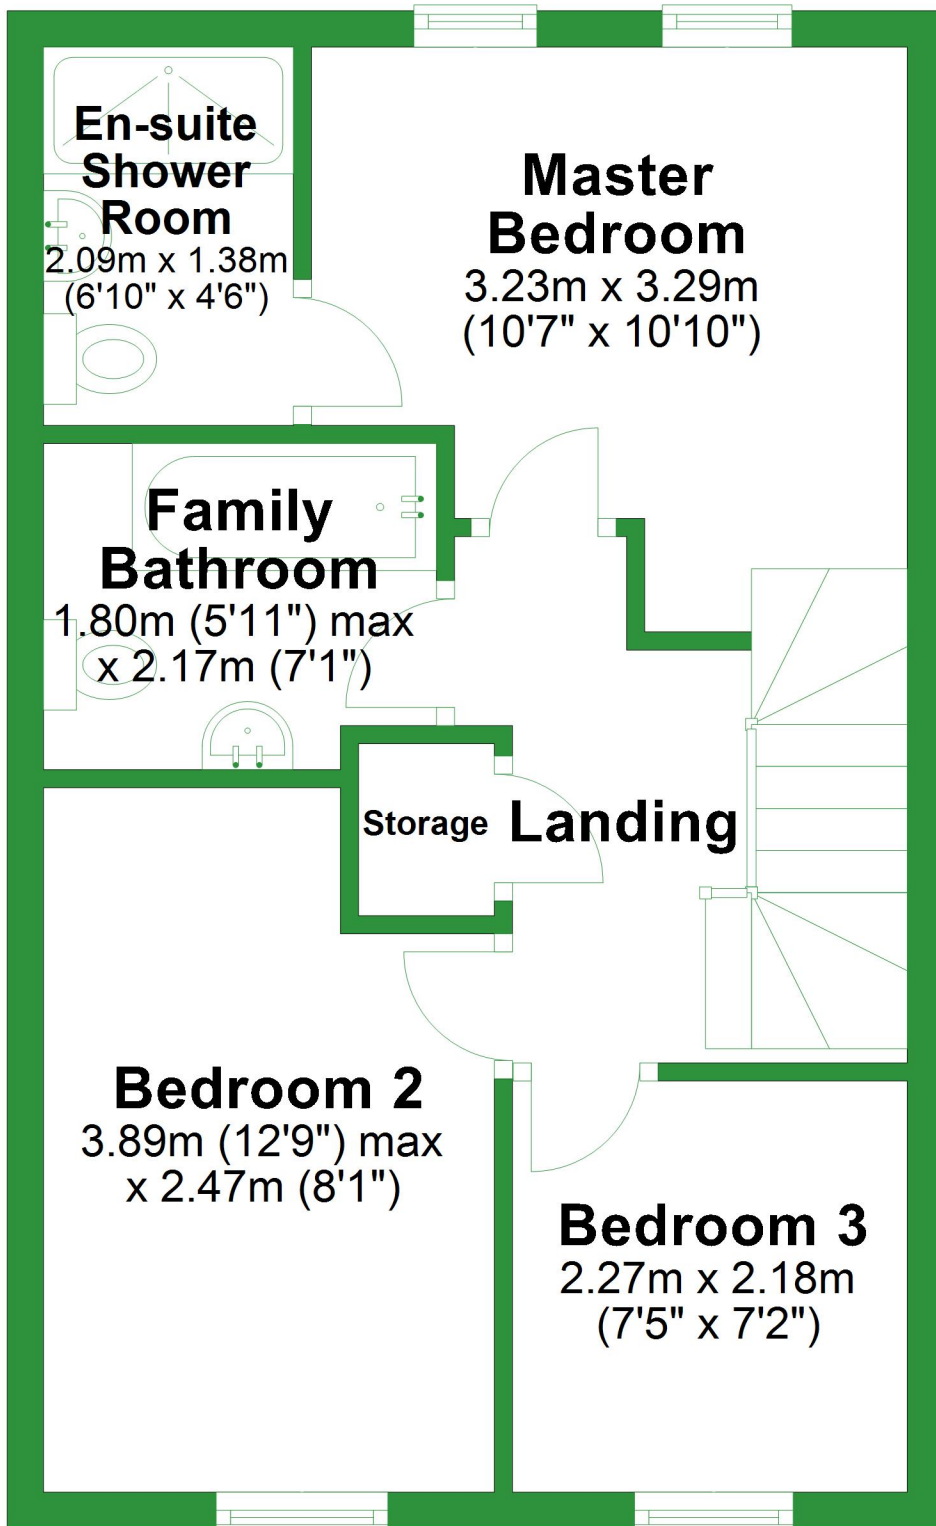 En-suite
Shower
Room
2.09m x 1.38m
(6'10" x 4'6")
Master
Bedroom
3.23m x 3.29m
(10'7" x 10'10")
Family
Bathroom
1.80m (5'11") max
x 2.17m (7'1")
Storage
Landing
Bedroom 2
3.89m (12'9") max
x 2.47m (8'1")
Bedroom 3
2.27m x 2.18m
(7'5" x 7'2")